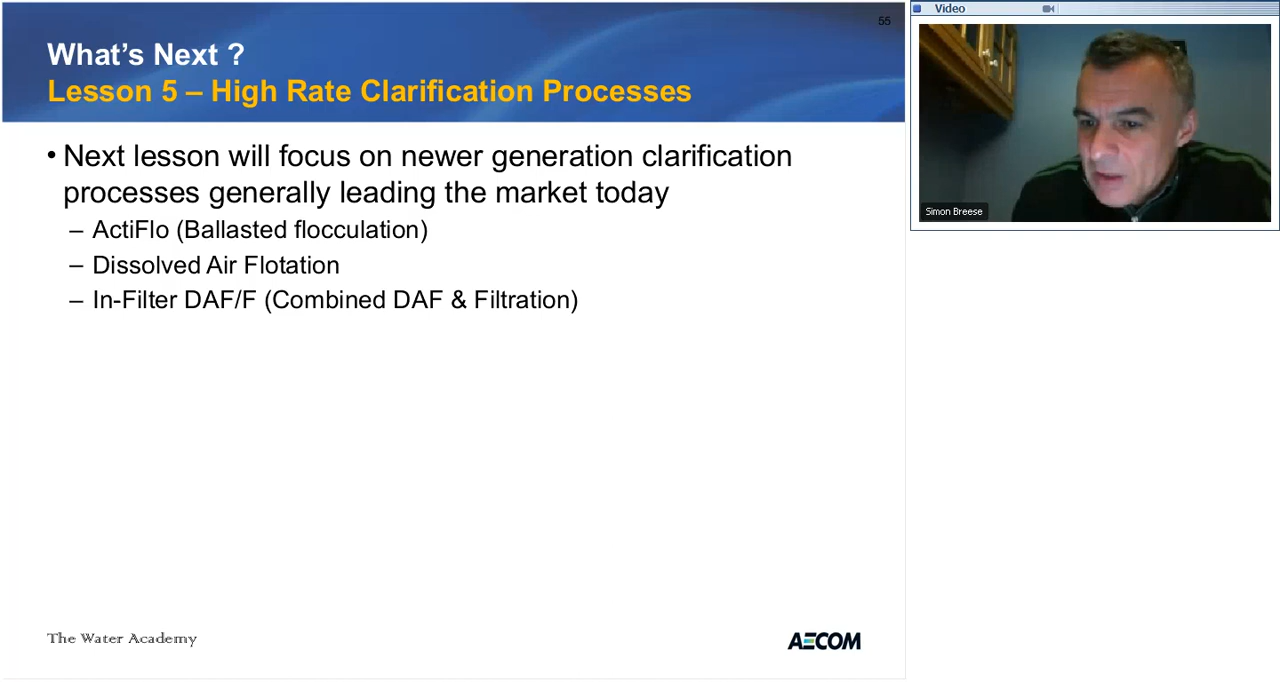 55
What's Next ?
Lesson 5 – High Rate Clarification Processes
• Next lesson will focus on newer generation clarification
processes generally leading the market today
– ActiFlo (Ballasted flocculation)
– Dissolved Air Flotation
– In-Filter DAF/F (Combined DAF & Filtration)
The Water Academy
AECOM
Video
Simon Breese